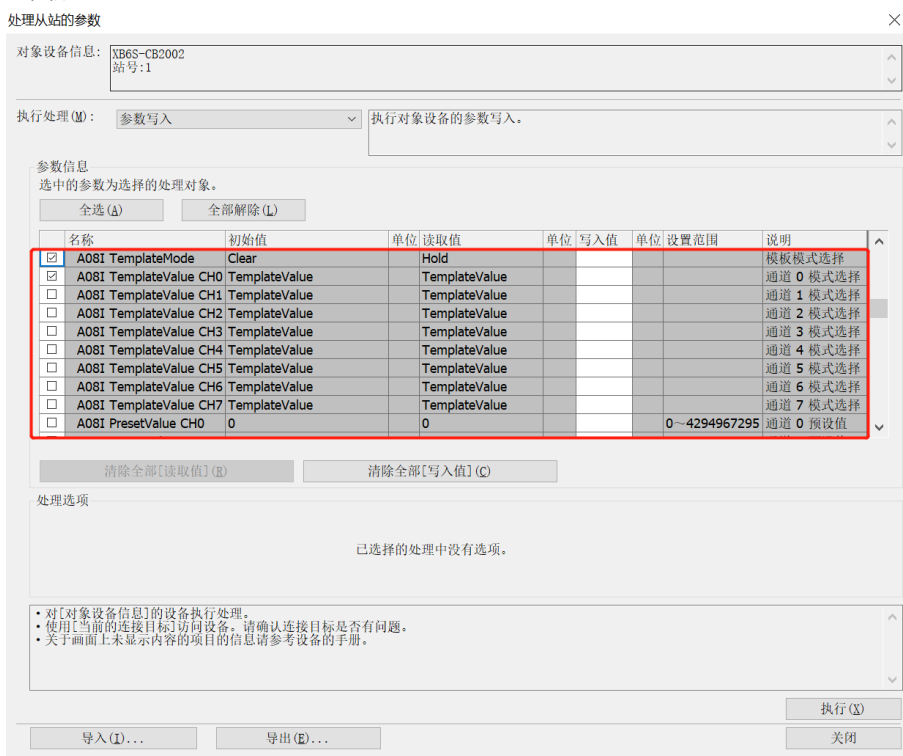 处理从站的参数
对象设备信息: XB6S-CB2002
站号:1
执行处理(M): 参数写入 执行对象设备的参数写入。
参数信息
选中的参数为选择的处理对象。
全选(A) 全部解除(L)
名称 初始值 单位 读取值 单位 写入值 单位 设置范围 说明
A08I TemplateMode Clear Hold 模板模式选择
A08I TemplateValue CH0 TemplateValue TemplateValue 通道 0 模式选择
A08I TemplateValue CH1 TemplateValue TemplateValue 通道 1 模式选择
A08I TemplateValue CH2 TemplateValue TemplateValue 通道 2 模式选择
A08I TemplateValue CH3 TemplateValue TemplateValue 通道 3 模式选择
A08I TemplateValue CH4 TemplateValue TemplateValue 通道 4 模式选择
A08I TemplateValue CH5 TemplateValue TemplateValue 通道 5 模式选择
A08I TemplateValue CH6 TemplateValue TemplateValue 通道 6 模式选择
A08I TemplateValue CH7 TemplateValue TemplateValue 通道 7 模式选择
A08I PresetValue CH0 0 0 0～4294967295 通道 0 预设值
清除全部[读取值](R) 清除全部[写入值](C)
处理选项
已选择的处理中没有选项。
・对[对象设备信息]的设备执行处理。
・使用[当前的连接目标]访问设备。请确认连接目标是否有问题。
・关于画面上未显示内容的项目的信息请参考设备的手册。
执行(X)
导入(I)... 导出(E)... 关闭